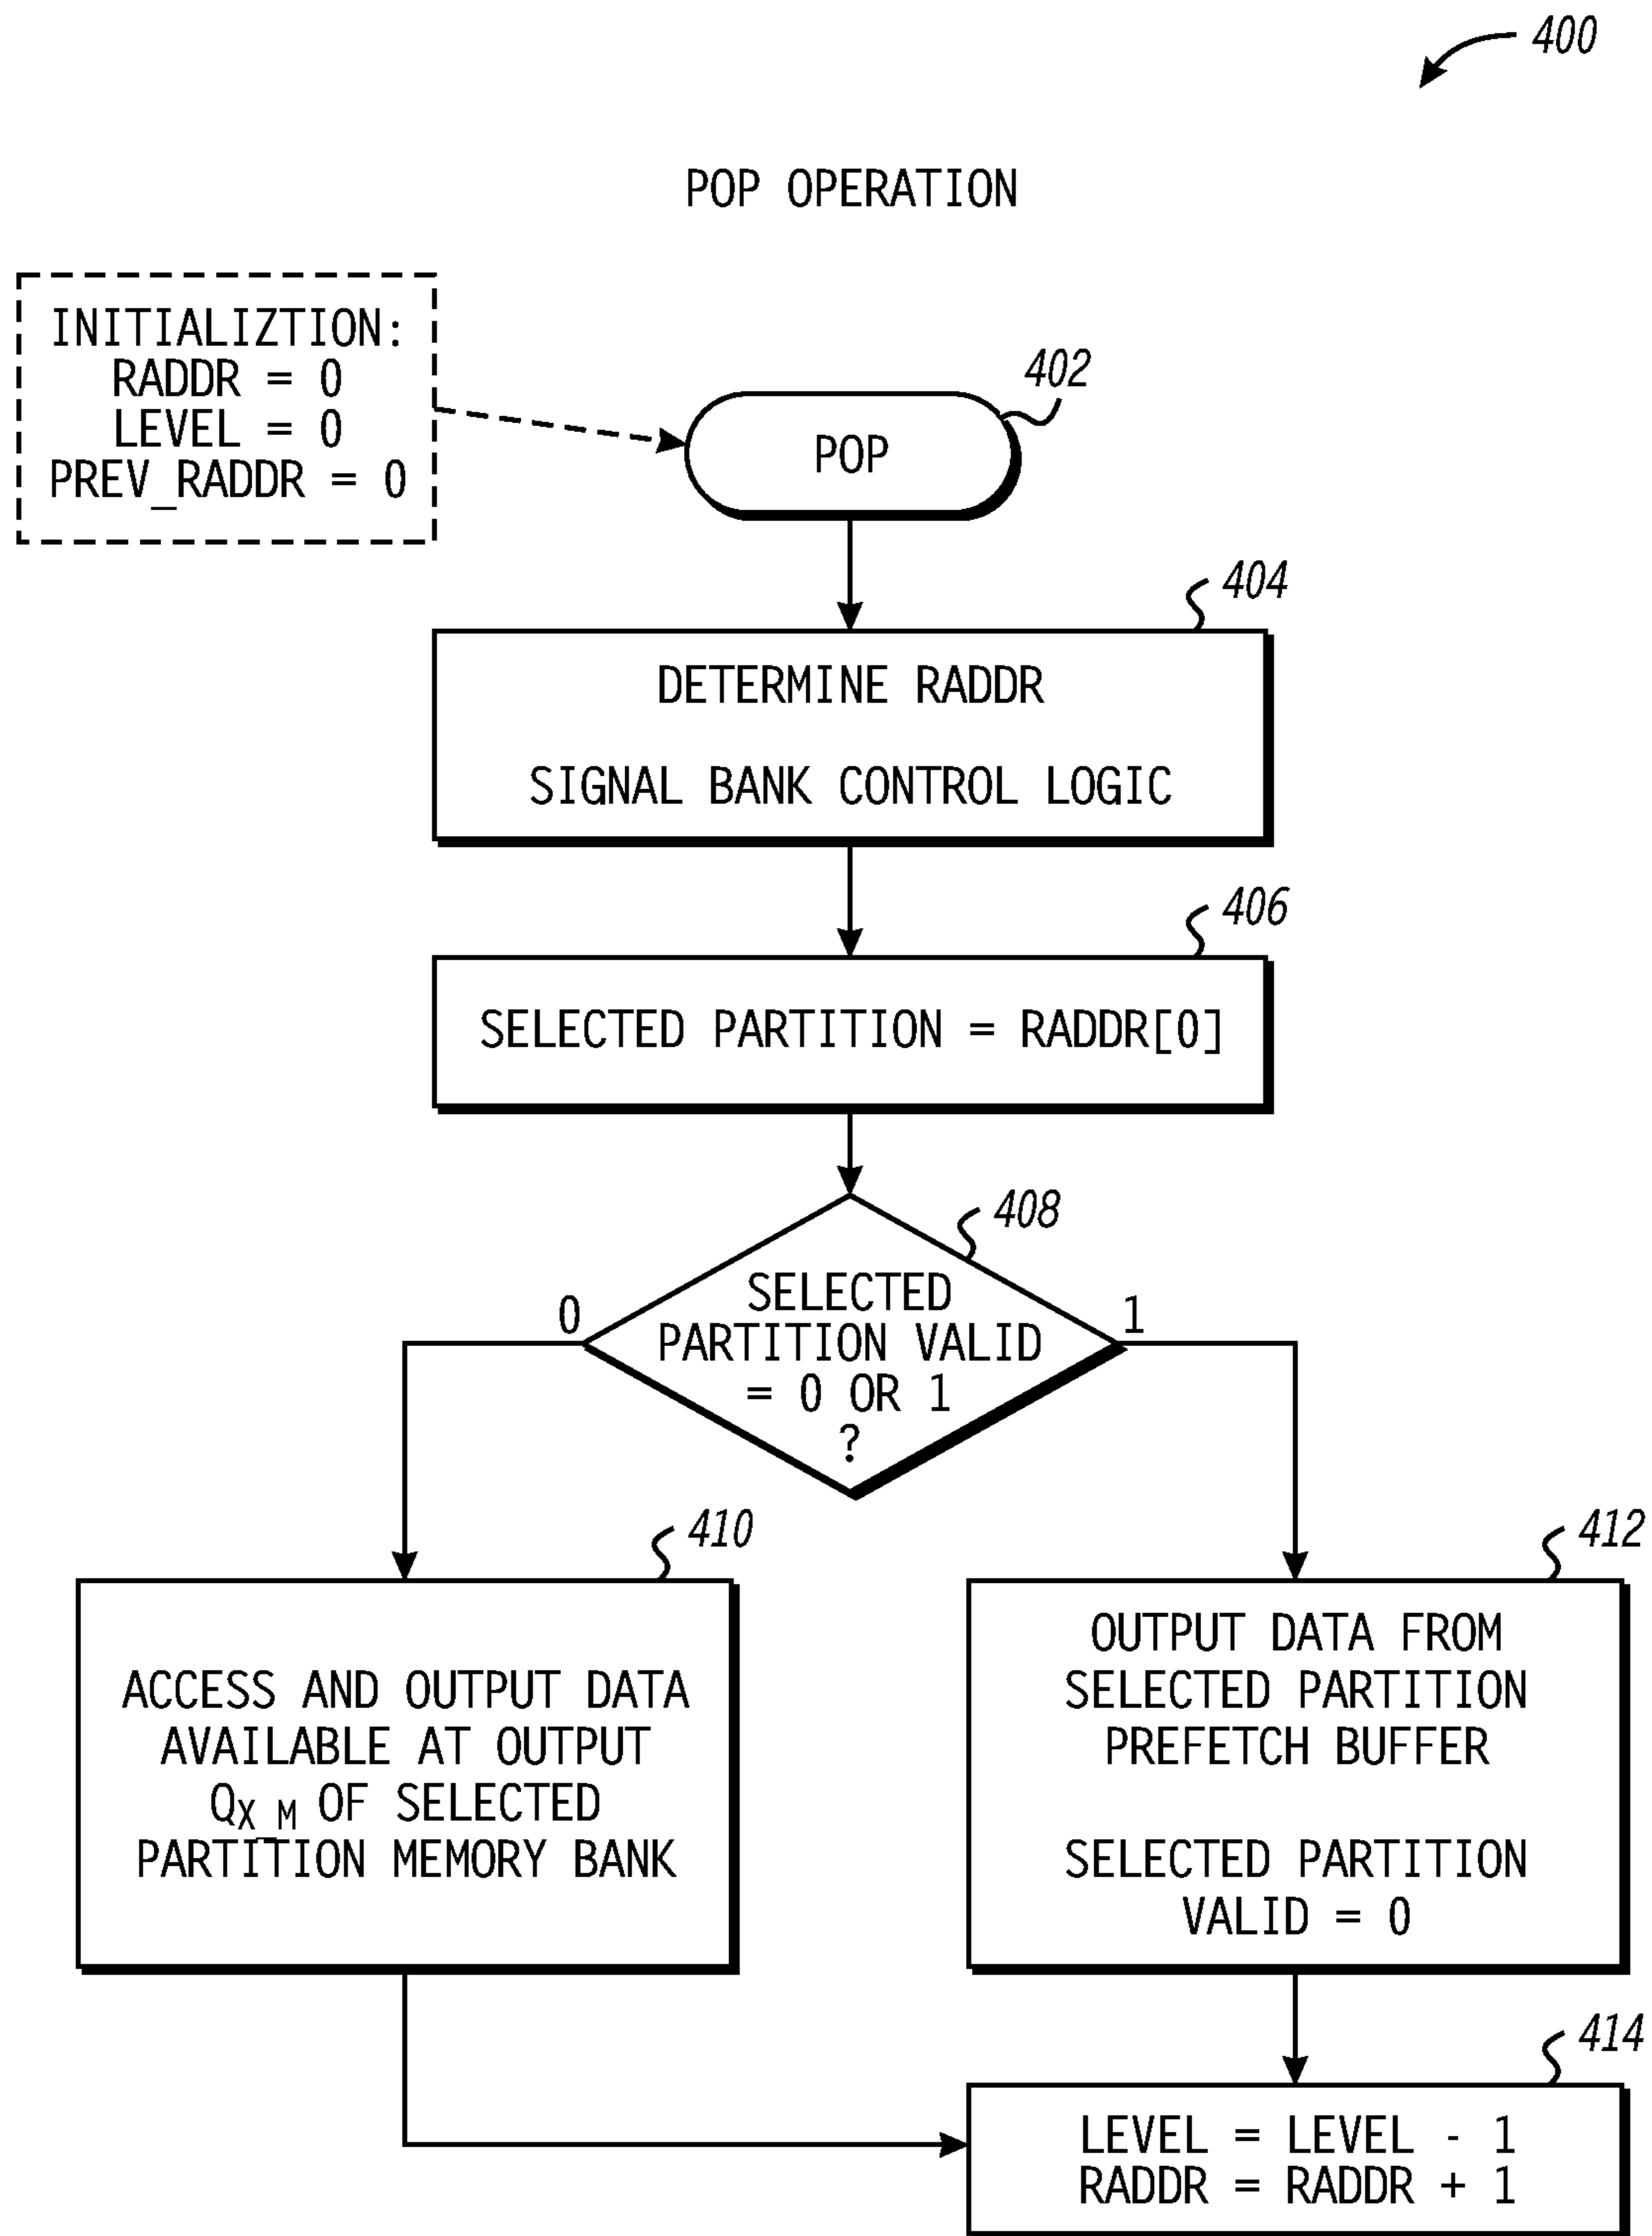 400
POP OPERATION
INITIALIZTION:
RADDR = 0
LEVEL = 0
PREV_RADDR = 0
402
POP
404
DETERMINE RADDR
SIGNAL BANK CONTROL LOGIC
406
SELECTED PARTITION = RADDR[0]
408
SELECTED
PARTITION VALID
= 0 OR 1
?
0
1
410
ACCESS AND OUTPUT DATA
AVAILABLE AT OUTPUT
QX_M OF SELECTED
PARTITION MEMORY BANK
412
OUTPUT DATA FROM
SELECTED PARTITION
PREFETCH BUFFER
SELECTED PARTITION
VALID = 0
414
LEVEL = LEVEL - 1
RADDR = RADDR + 1